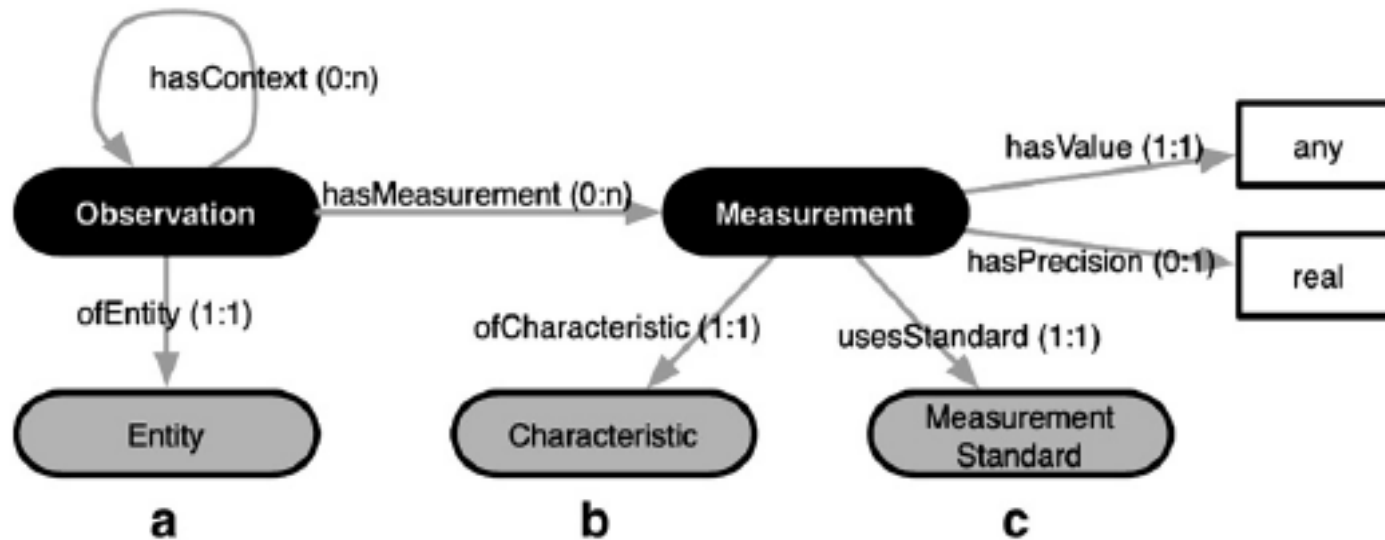 hasContext (0:n)
hasValue (1:1)
any
Observation
hasMeasurement (0:n)
Measurement
hasPrecision (0:1)
real
ofEntity (1:1)
ofCharacteristic (1:1)
usesStandard (1:1)
Entity
Characteristic
Measurement
Standard
a
b
c